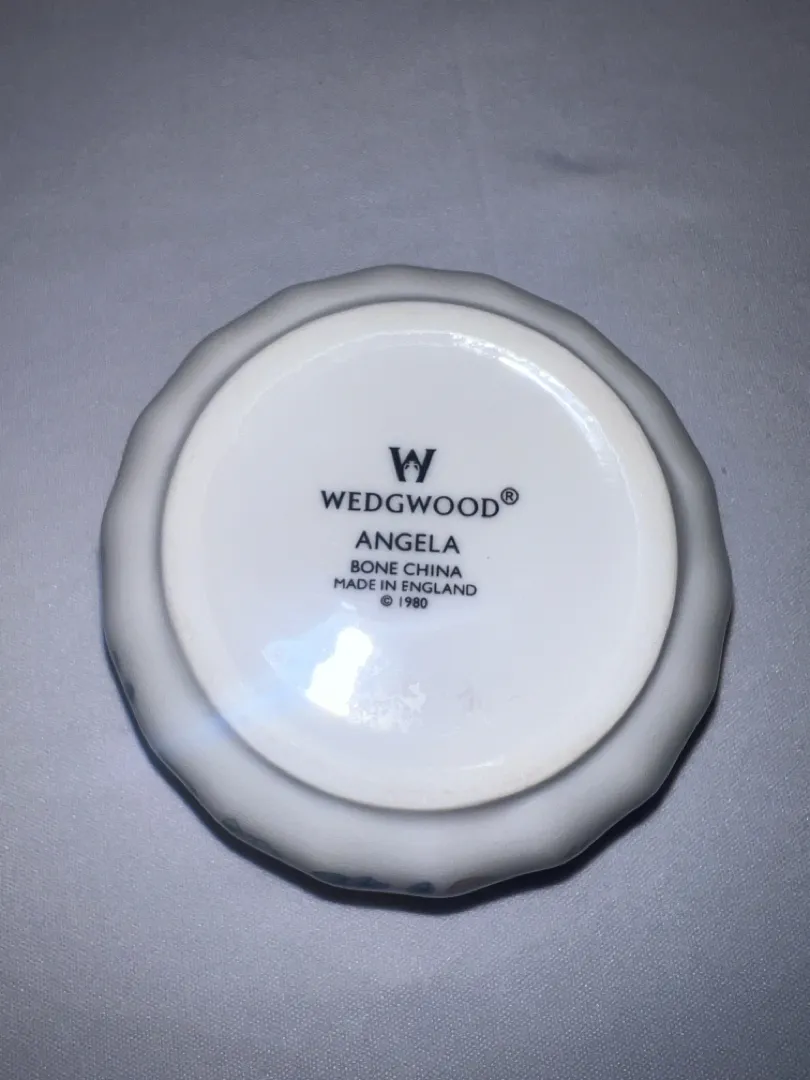 W
WEDGWOOD®
ANGELA
BONE CHINA
MADE IN ENGLAND
© 1980